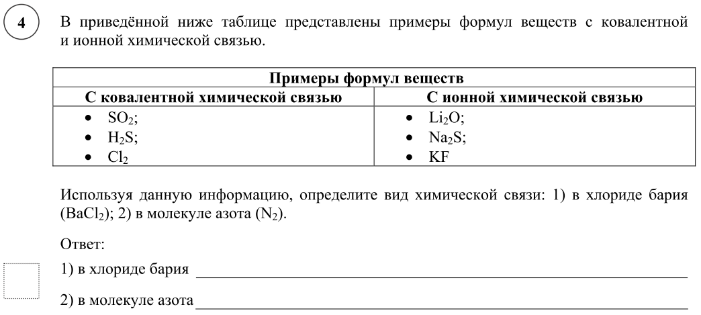 4
В приведённой ниже таблице представлены примеры формул веществ с ковалентной
и ионной химической связью.
Примеры формул веществ
С ковалентной химической связью	С ионной химической связью
• SO₂;	• Li₂O;
• H₂S;	• Na₂S;
• Cl₂	• KF
Используя данную информацию, определите вид химической связи: 1) в хлориде бария
(BaCl₂); 2) в молекуле азота (N₂).
Ответ:
1) в хлориде бария
2) в молекуле азота